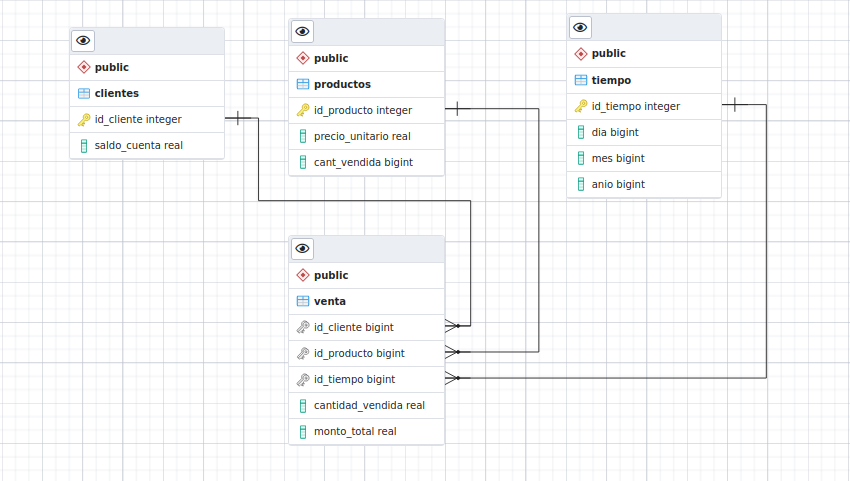 public
clientes
id_cliente integer
saldo_cuenta real
public
productos
id_producto integer
precio_unitario real
cant_vendida bigint
public
tiempo
id_tiempo integer
dia bigint
mes bigint
anio bigint
public
venta
id_cliente bigint
id_producto bigint
id_tiempo bigint
cantidad_vendida real
monto_total real